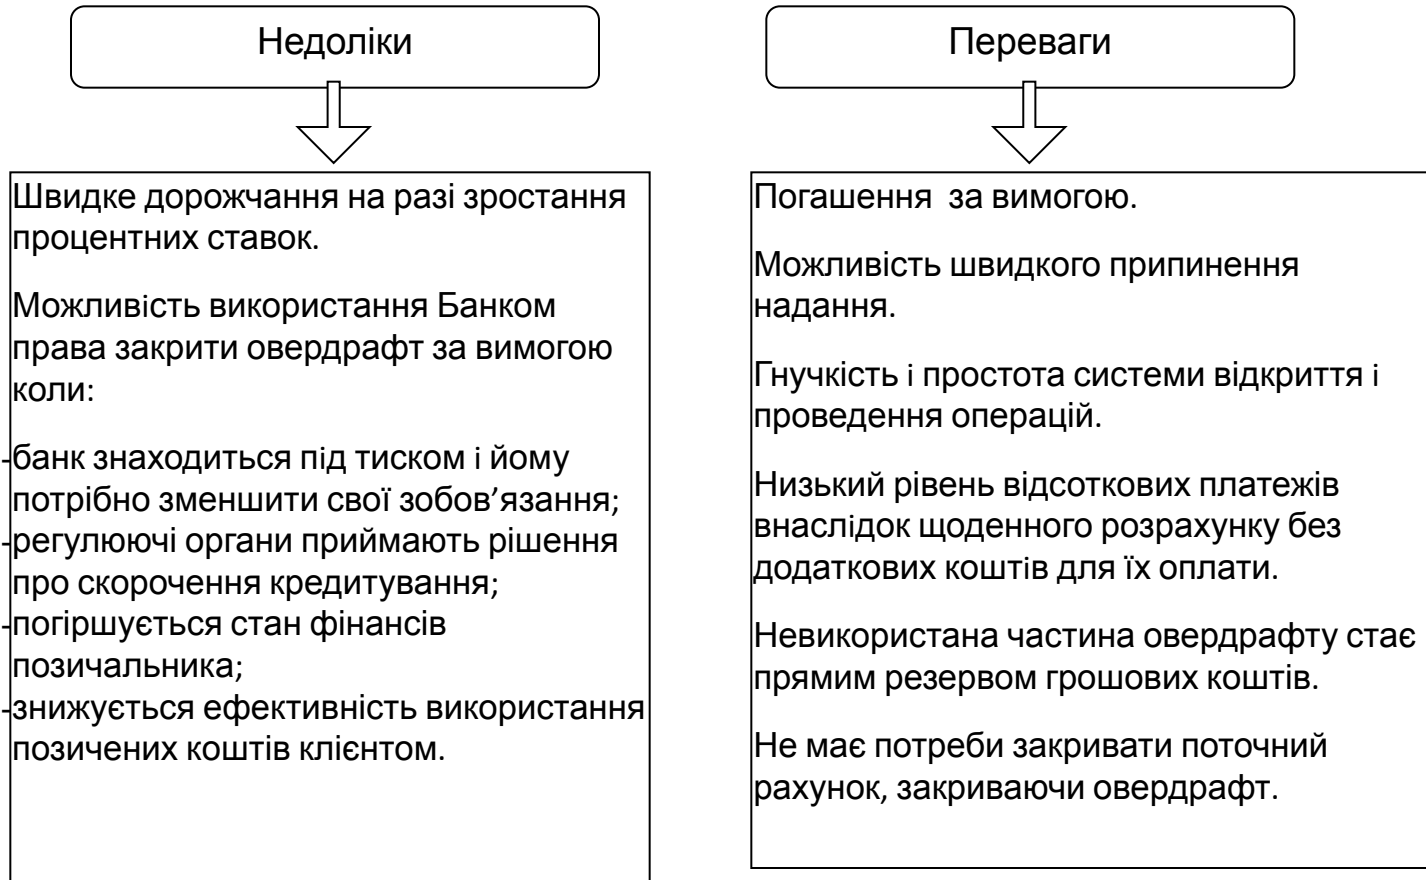 Недоліки
Швидке дорожчання на разі зростання
процентних ставок.
Можливість використання Банком
права закрити овердрафт за вимогою
коли:
-банк знаходиться під тиском і йому
потрібно зменшити свої зобов’язання;
-регулюючі органи приймають рішення
про скорочення кредитування;
-погіршується стан фінансів
позичальника;
-знижується ефективність використання
позичених коштів клієнтом.
Переваги
Погашення  за вимогою.
Можливість швидкого припинення
надання.
Гнучкість і простота системи відкриття і
проведення операцій.
Низький рівень відсоткових платежів
внаслідок щоденного розрахунку без
додаткових коштів для їх оплати.
Невикористана частина овердрафту стає
прямим резервом грошових коштів.
Не має потреби закривати поточний
рахунок, закриваючи овердрафт.